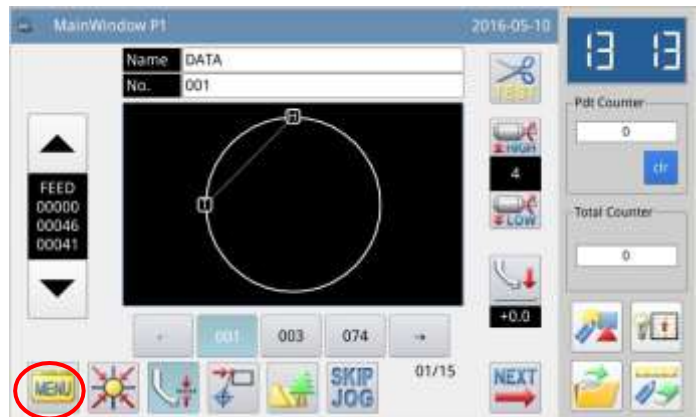 MainWindow P1 2016-05-10
Name DATA
No. 001
TEST
HIGH
4
LOW
+0.0
FEED
00000
00046
00041
H
T
← 001 003 074 →
MENU
SKIP
JOG
01/15
NEXT
13 13
Pdt Counter
0
clr
Total Counter
0